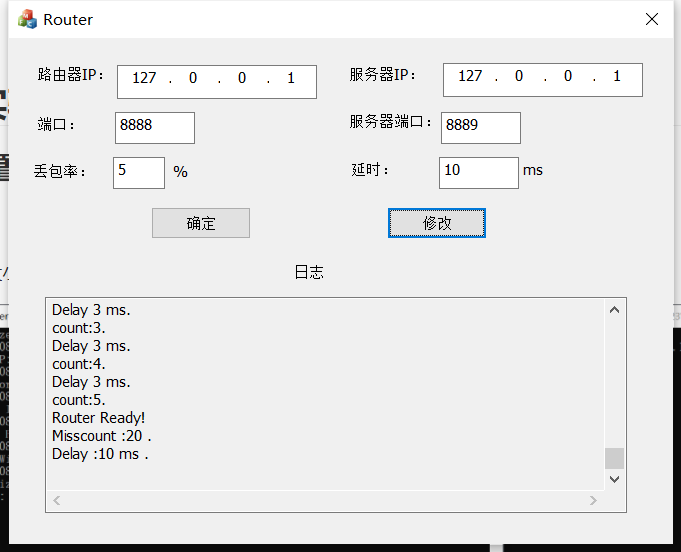 Router
路由器IP： 127 . 0 . 0 . 1 服务器IP： 127 . 0 . 0 . 1
端口： 8888 服务器端口： 8889
丢包率： 5 % 延时： 10 ms
确定 修改
日志
Delay 3 ms.
count:3.
Delay 3 ms.
count:4.
Delay 3 ms.
count:5.
Router Ready!
Misscount :20 .
Delay :10 ms .